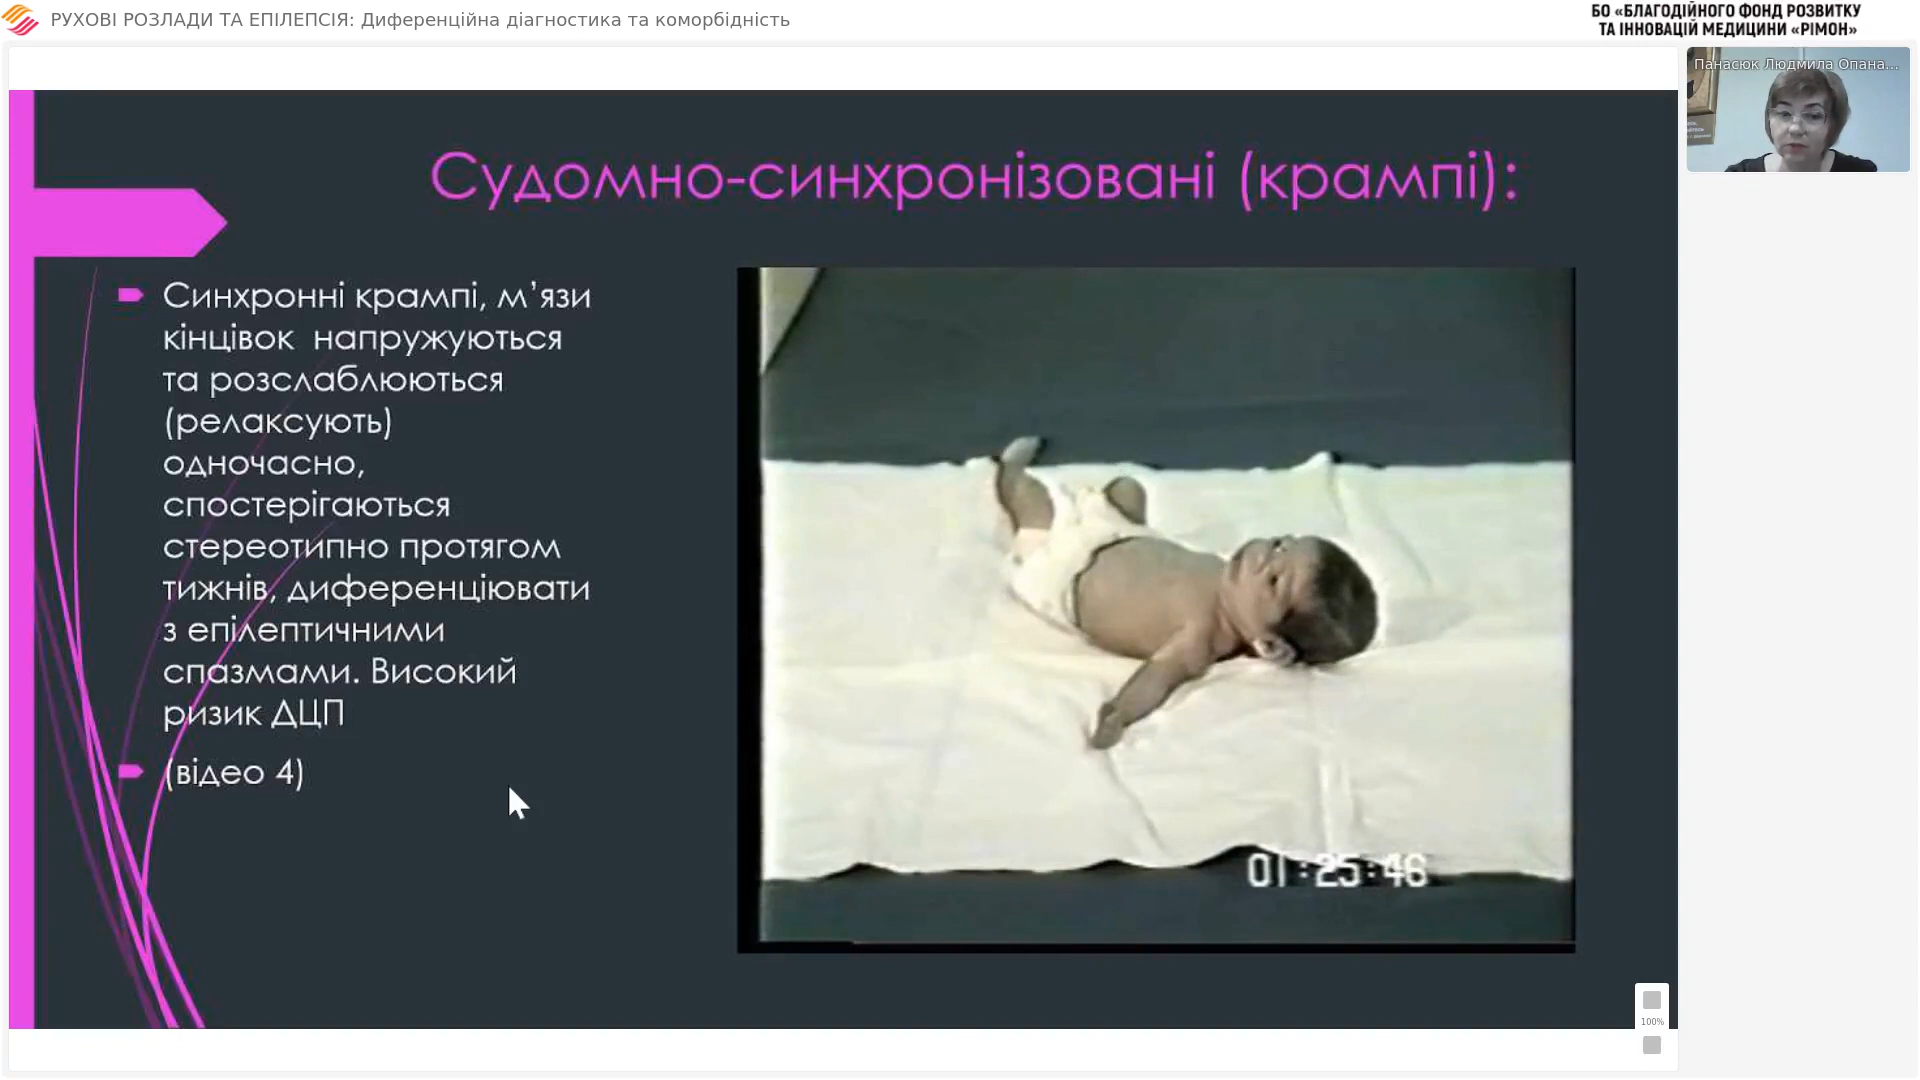 РУХОВІ РОЗЛАДИ ТА ЕПІЛЕПСІЯ: Диференційна діагностика та коморбідність
БО «БЛАГОДІЙНОГО ФОНД РОЗВИТКУ
ТА ІННОВАЦІЙ МЕДИЦИНИ «РІМОН»
Панасюк Людмила Опана...
Судомно-синхронізовані (крампі):
Синхронні крампі, м’язи
кінцівок напружуються
та розслаблюються
(релаксують)
одночасно,
спостерігаються
стереотипно протягом
тижнів, диференціювати
з епілептичними
спазмами. Високий
ризик ДЦП
(відео 4)
01:25:46
100%